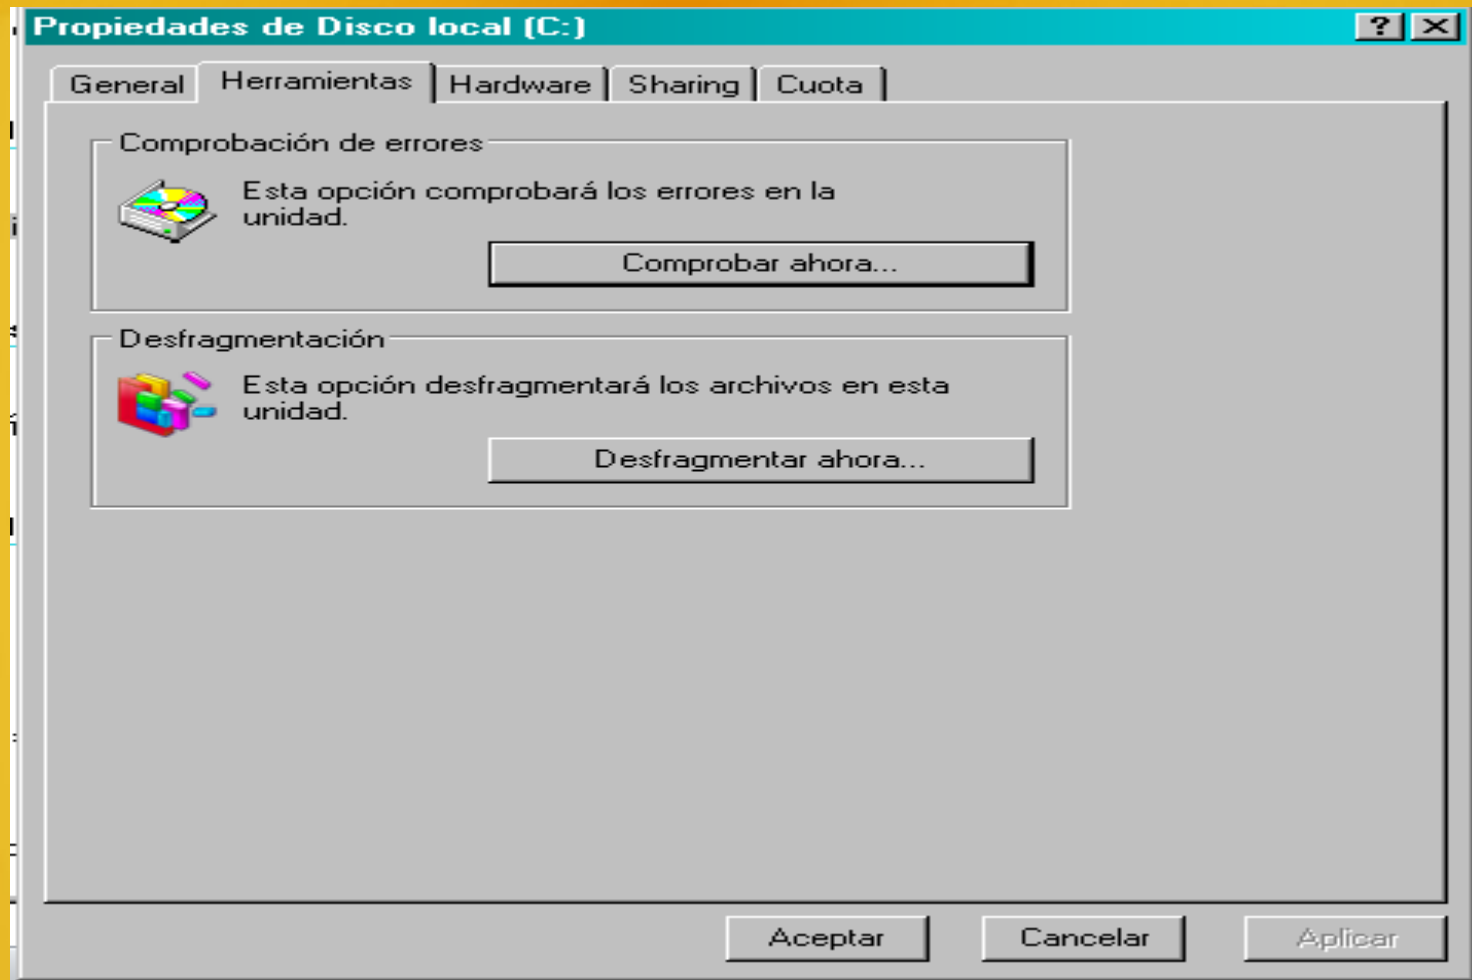 Propiedades de Disco local (C:)
General Herramientas Hardware Sharing Cuota
Comprobación de errores
Esta opción comprobará los errores en la
unidad.
Comprobar ahora...
Desfragmentación
Esta opción desfragmentará los archivos en esta
unidad.
Desfragmentar ahora...
Aceptar Cancelar Aplicar